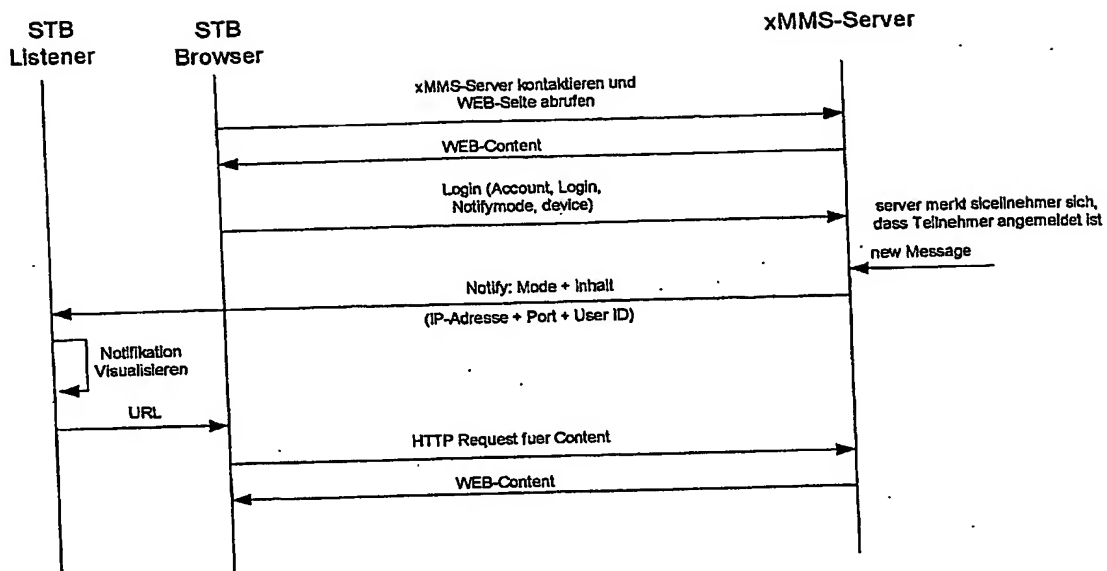 STB
Listener
STB
Browser
xMMS-Server
xMMS-Server kontaktieren und
WEB-Seite abrufen
WEB-Content
Login (Account, Login,
Notifymode, device)
server merkt siceilnehmer sich,
dass Teilnehmer angemeldet ist
new Message
Notify: Mode + Inhalt
(IP-Adresse + Port + User ID)
Notifikation
Visualisieren
URL
HTTP Request fuer Content
WEB-Content